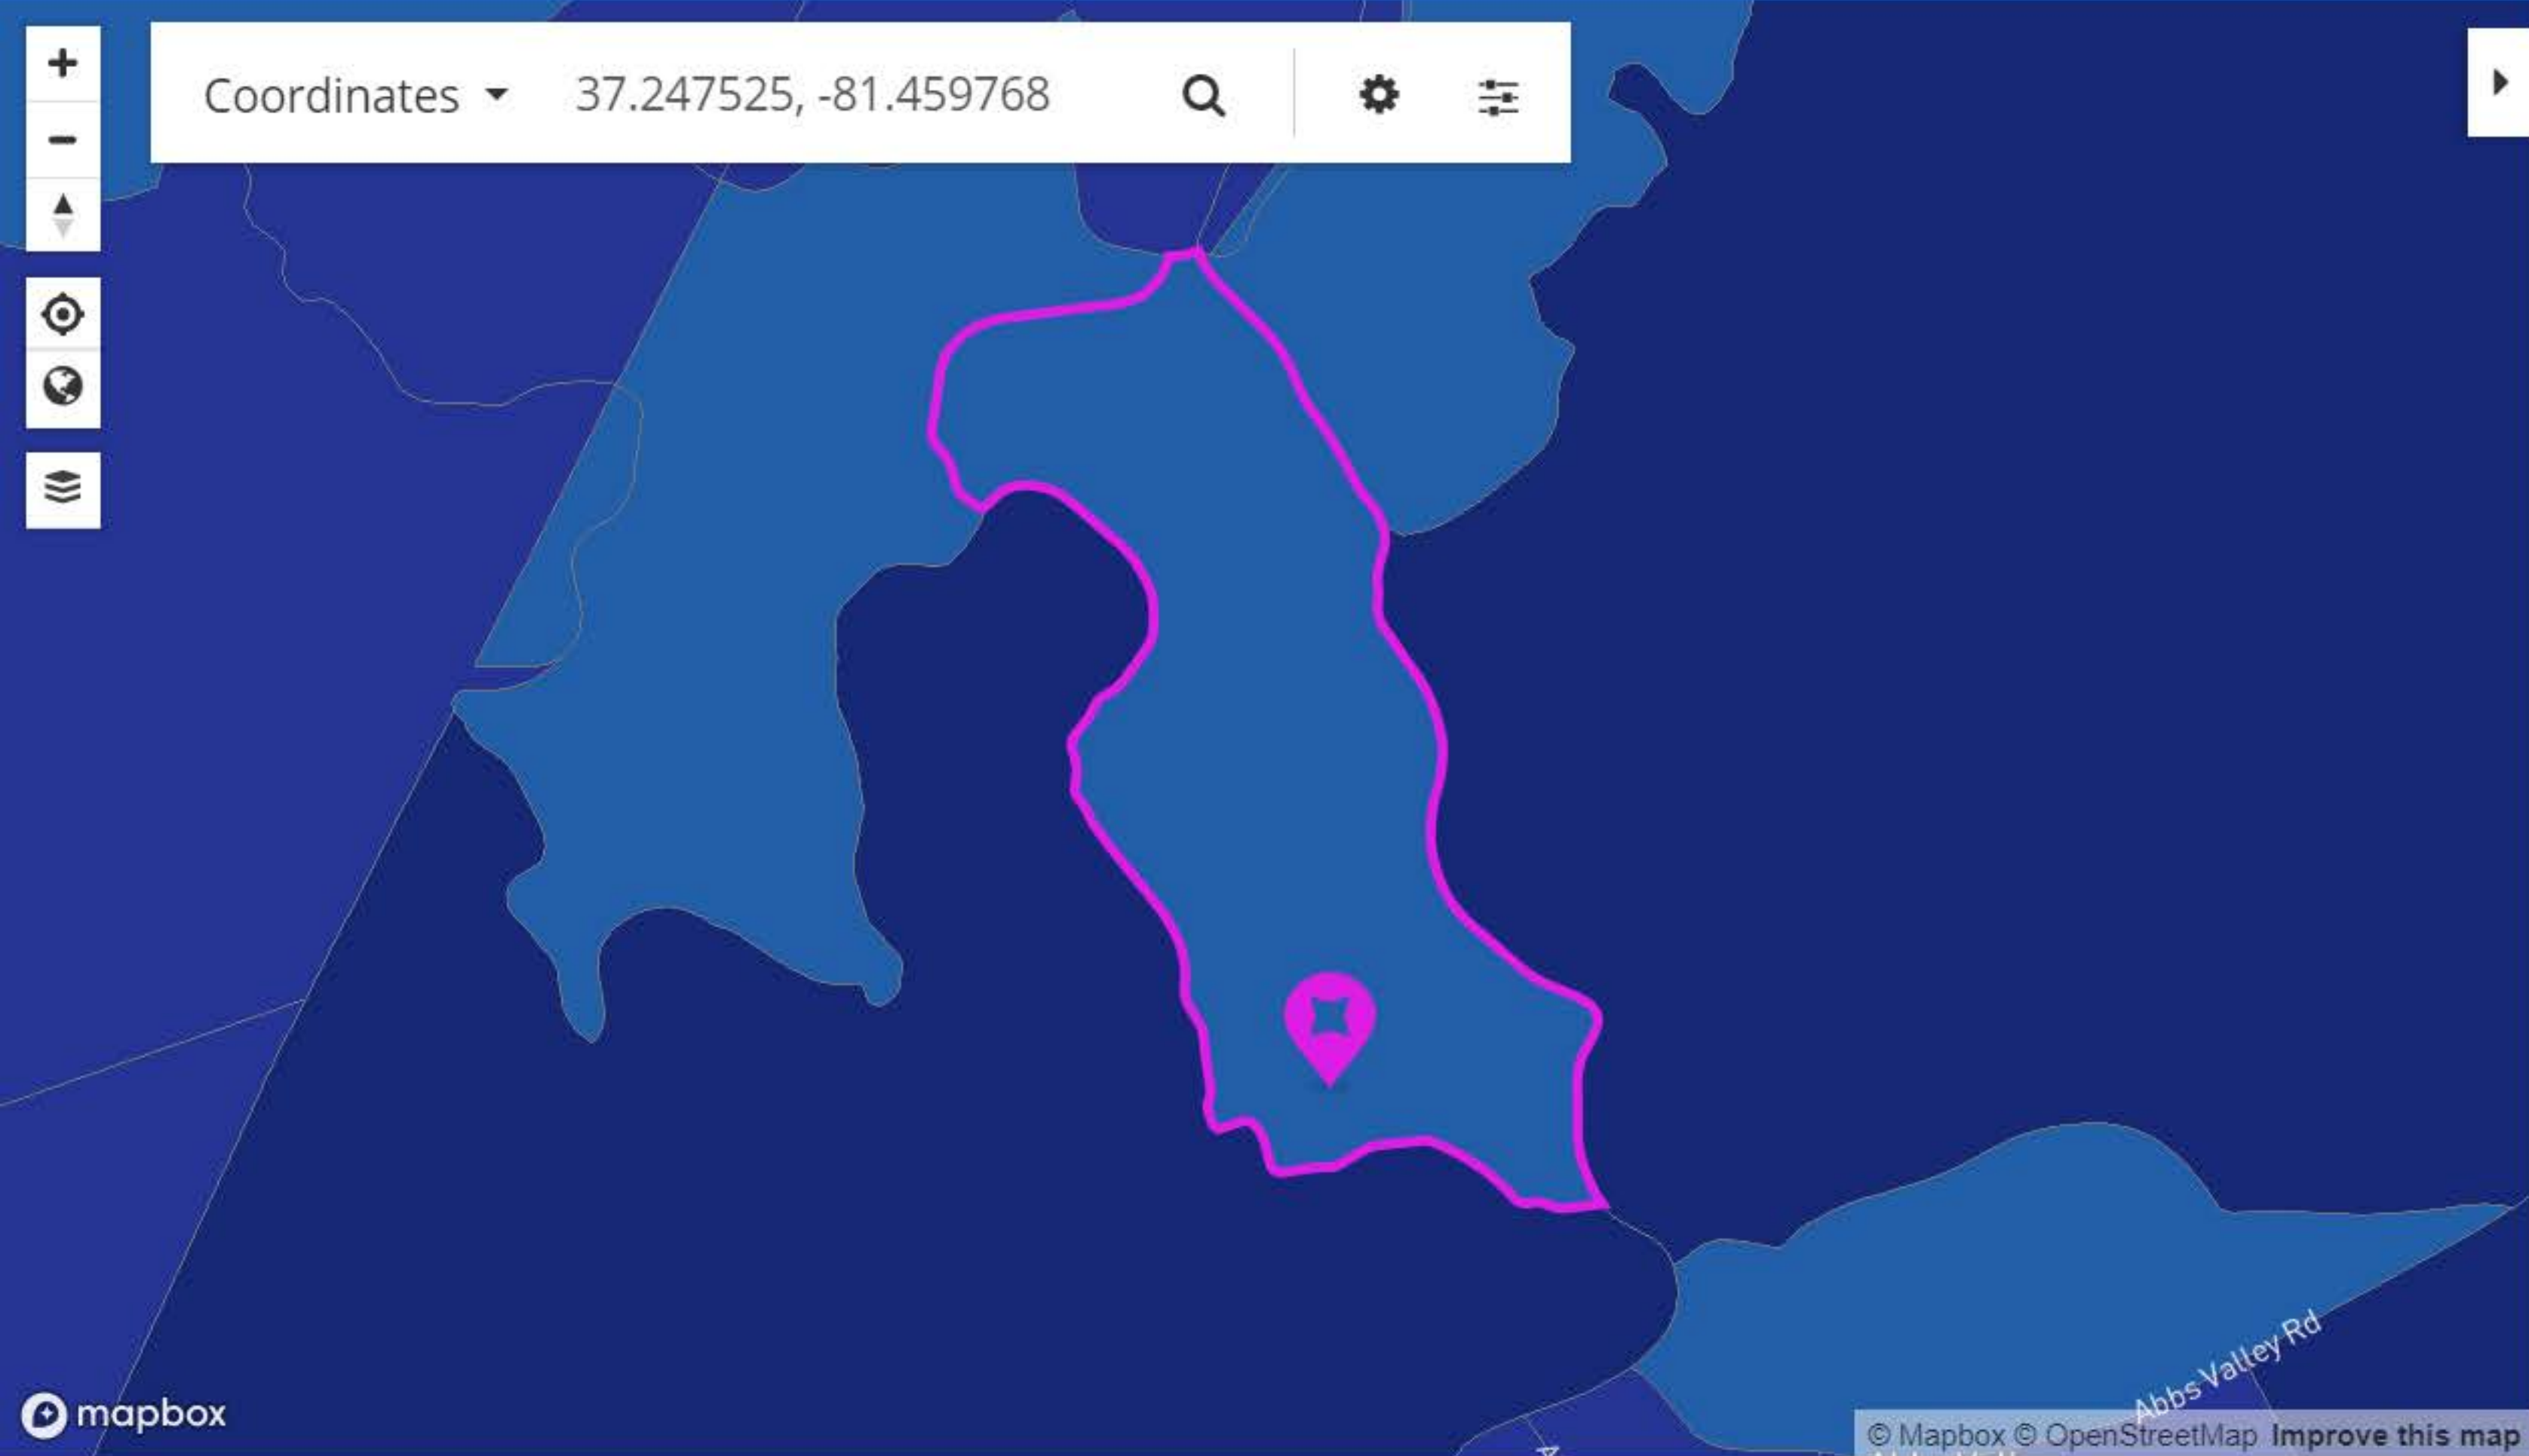 Coordinates 37.247525, -81.459768
Abbs Valley Rd
mapbox
© Mapbox © OpenStreetMap Improve this map